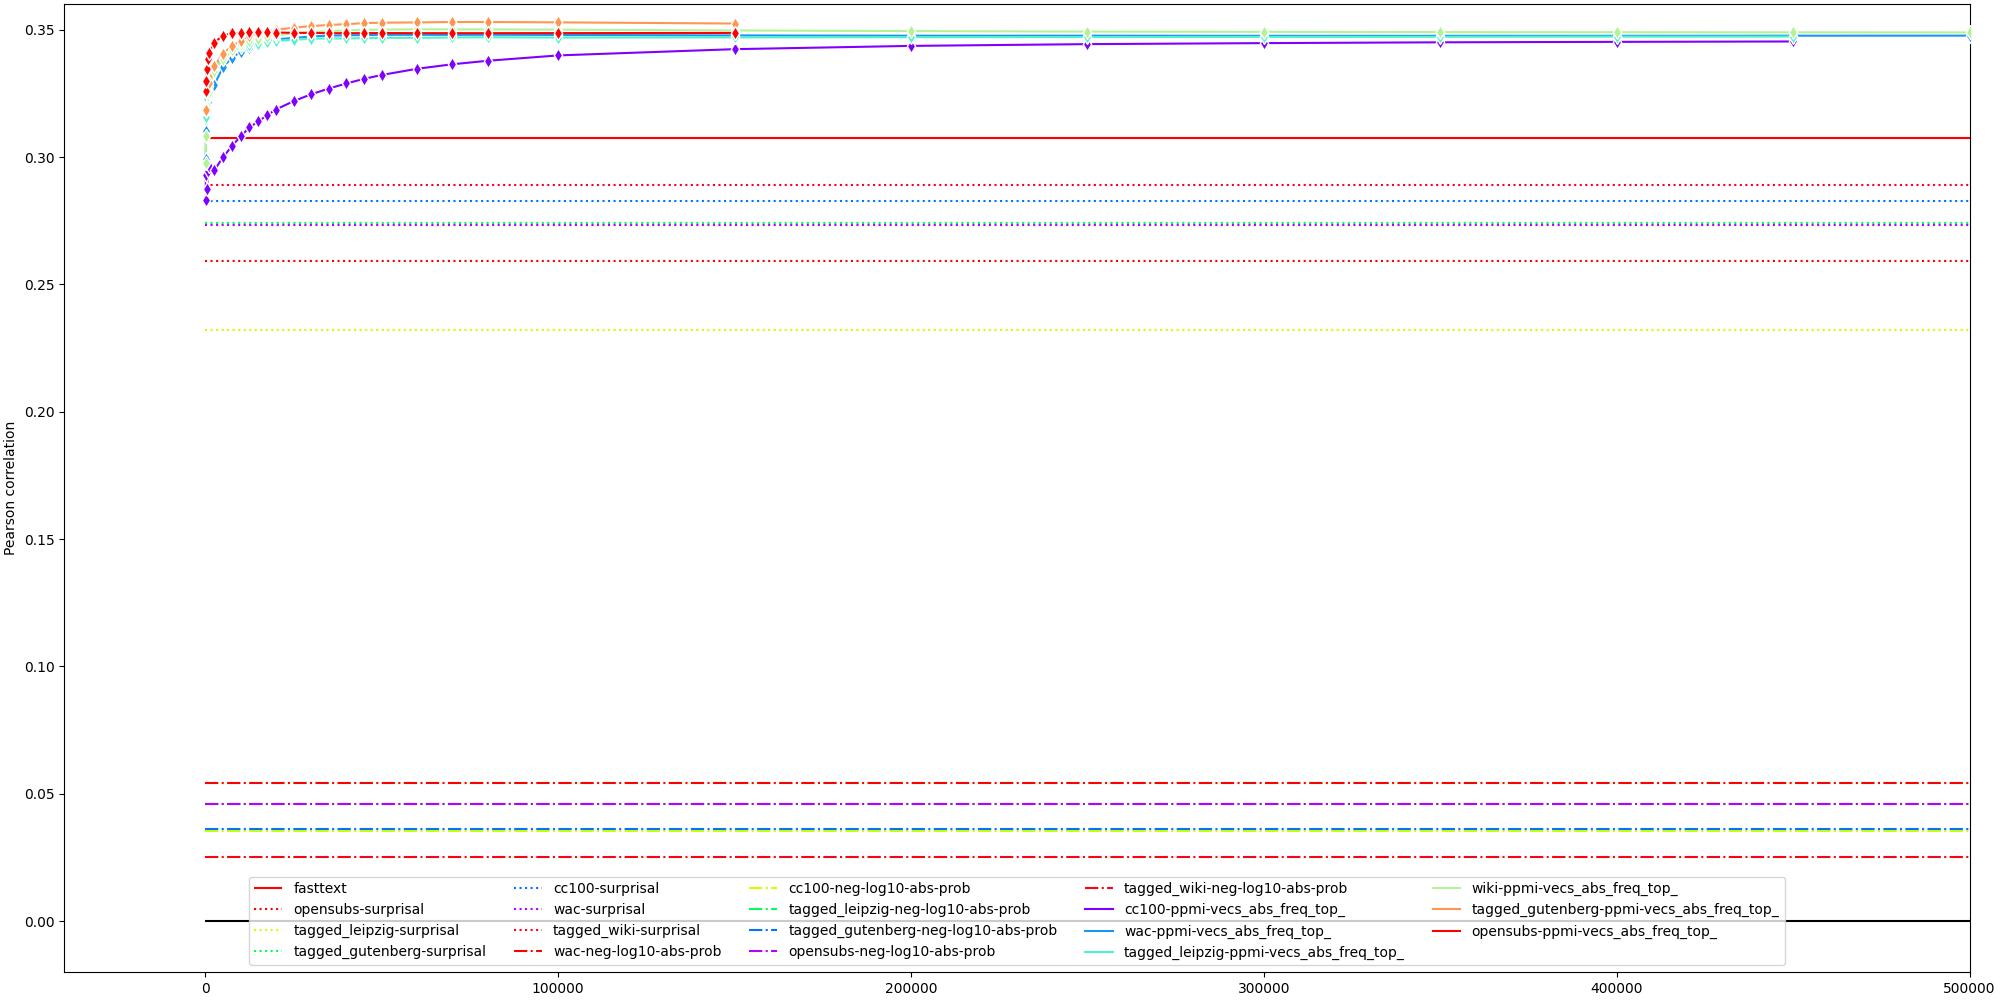 0.35
0.30
0.25
0.20
0.15
0.10
0.05
0.00
Pearson correlation
fasttext
opensubs-surprisal
tagged_leipzig-surprisal
tagged_gutenberg-surprisal
cc100-surprisal
wac-surprisal
tagged_wiki-surprisal
wac-neg-log10-abs-prob
cc100-neg-log10-abs-prob
tagged_leipzig-neg-log10-abs-prob
tagged_gutenberg-neg-log10-abs-prob
opensubs-neg-log10-abs-prob
tagged_wiki-neg-log10-abs-prob
cc100-ppmi-vecs_abs_freq_top_
wac-ppmi-vecs_abs_freq_top_
tagged_leipzig-ppmi-vecs_abs_freq_top_
wiki-ppmi-vecs_abs_freq_top_
tagged_gutenberg-ppmi-vecs_abs_freq_top_
opensubs-ppmi-vecs_abs_freq_top_
0
100000
200000
300000
400000
500000